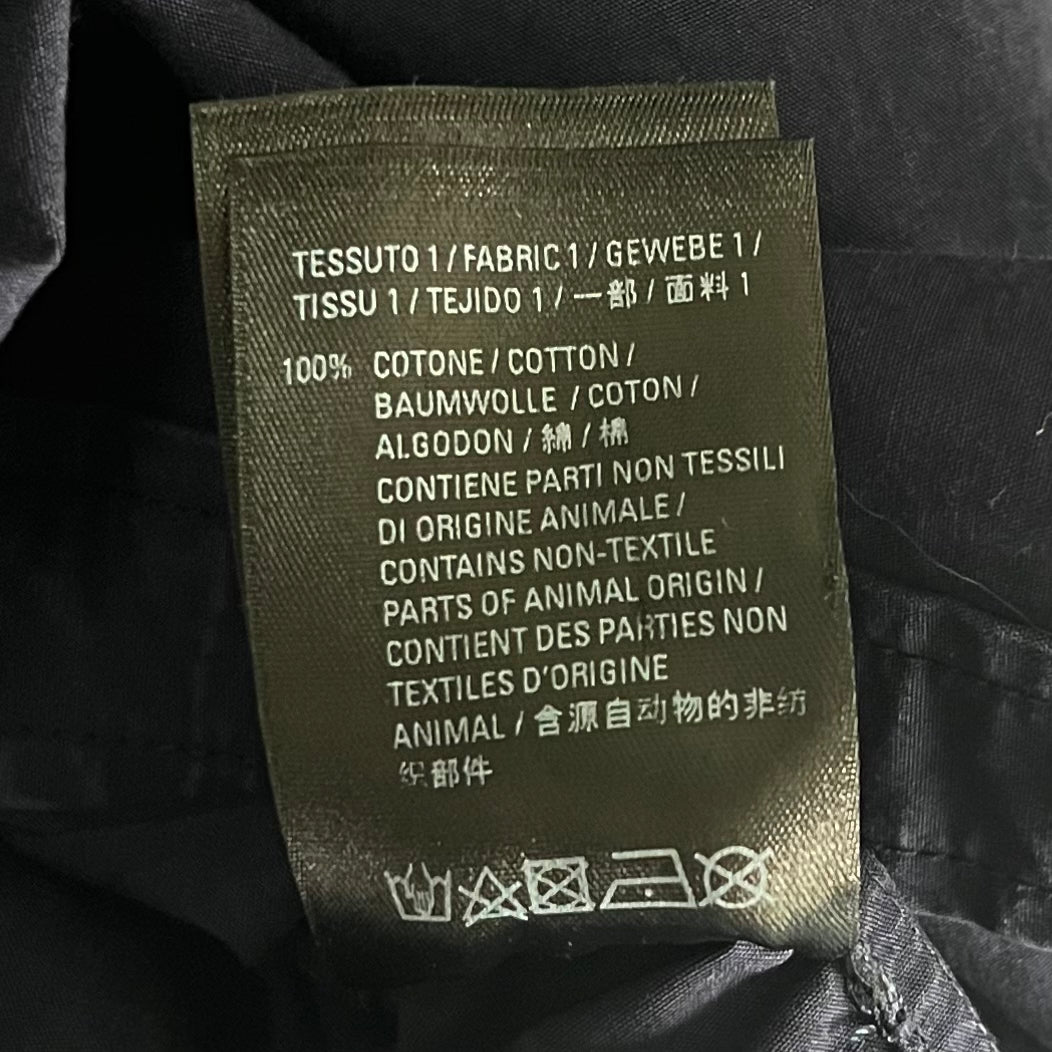 TESSUTO 1 / FABRIC 1 / GEWEBE 1 /
TISSU 1 / TEJIDO 1 / 一部 / 面料 1
100% COTONE / COTTON /
BAUMWOLLE / COTON /
ALGODON / 綿 / 棉
CONTIENE PARTI NON TESSILI
DI ORIGINE ANIMALE /
CONTAINS NON-TEXTILE
PARTS OF ANIMAL ORIGIN /
CONTIENT DES PARTIES NON
TEXTILES D'ORIGINE
ANIMAL / 含源自动物的非纺
织部件